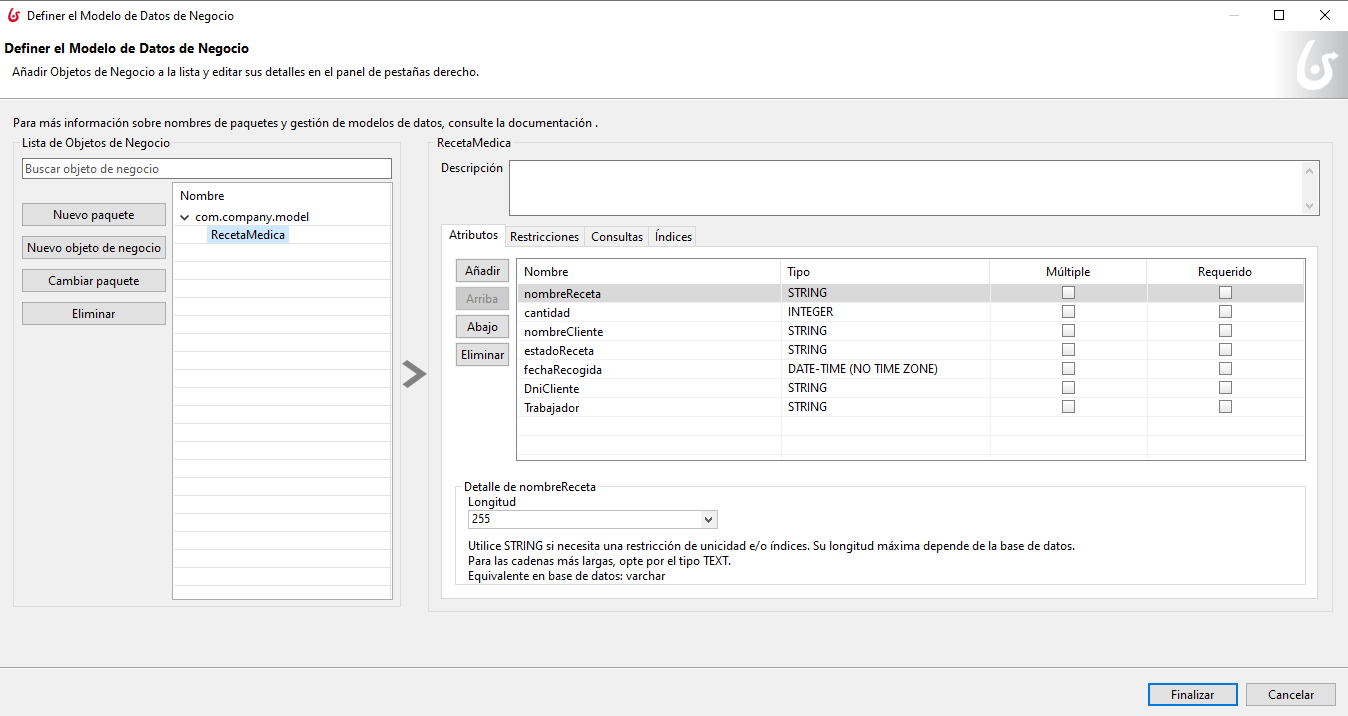 Definer el Modelo de Datos de Negocio
Definer el Modelo de Datos de Negocio
Añadir Objetos de Negocio a la lista y editar sus detalles en el panel de pestañas derecho.
Para más información sobre nombres de paquetes y gestión de modelos de datos, consulte la documentación .
Lista de Objetos de Negocio
Buscar objeto de negocio
Nuevo paquete
Nuevo objeto de negocio
Cambiar paquete
Eliminar
Nombre
com.company.model
RecetaMedica
RecetaMedica
Descripción
Atributos Restricciones Consultas Índices
Añadir
Arriba
Abajo
Eliminar
Nombre Tipo Múltiple Requerido
nombreReceta STRING
cantidad INTEGER
nombreCliente STRING
estadoReceta STRING
fechaRecogida DATE-TIME (NO TIME ZONE)
DniCliente STRING
Trabajador STRING
Detalle de nombreReceta
Longitud
255
Utilice STRING si necesita una restricción de unicidad e/o índices. Su longitud máxima depende de la base de datos.
Para las cadenas más largas, opte por el tipo TEXT.
Equivalente en base de datos: varchar
Finalizar Cancelar